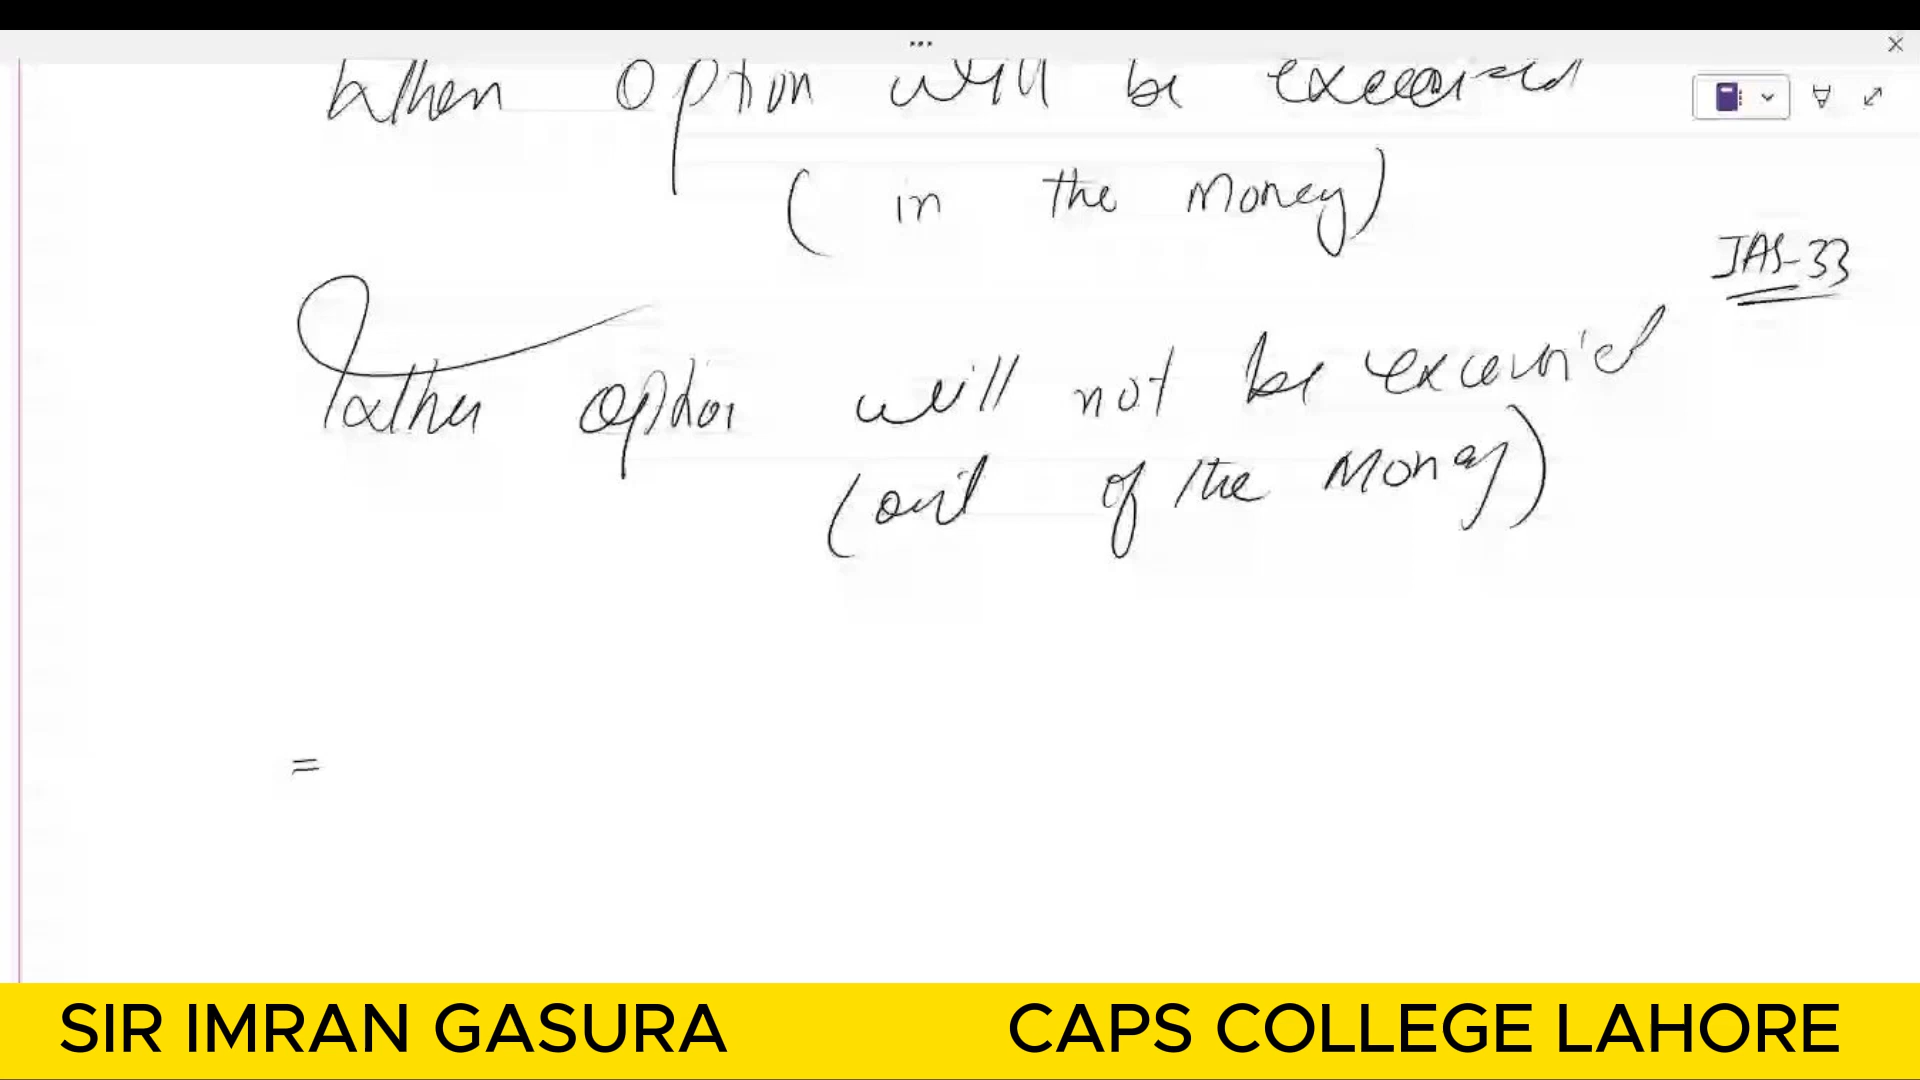 When option will be exercised
(in the Money)
IAS-33
option will not be exercised
(out of the Money)
=
SIR IMRAN GASURA CAPS COLLEGE LAHORE